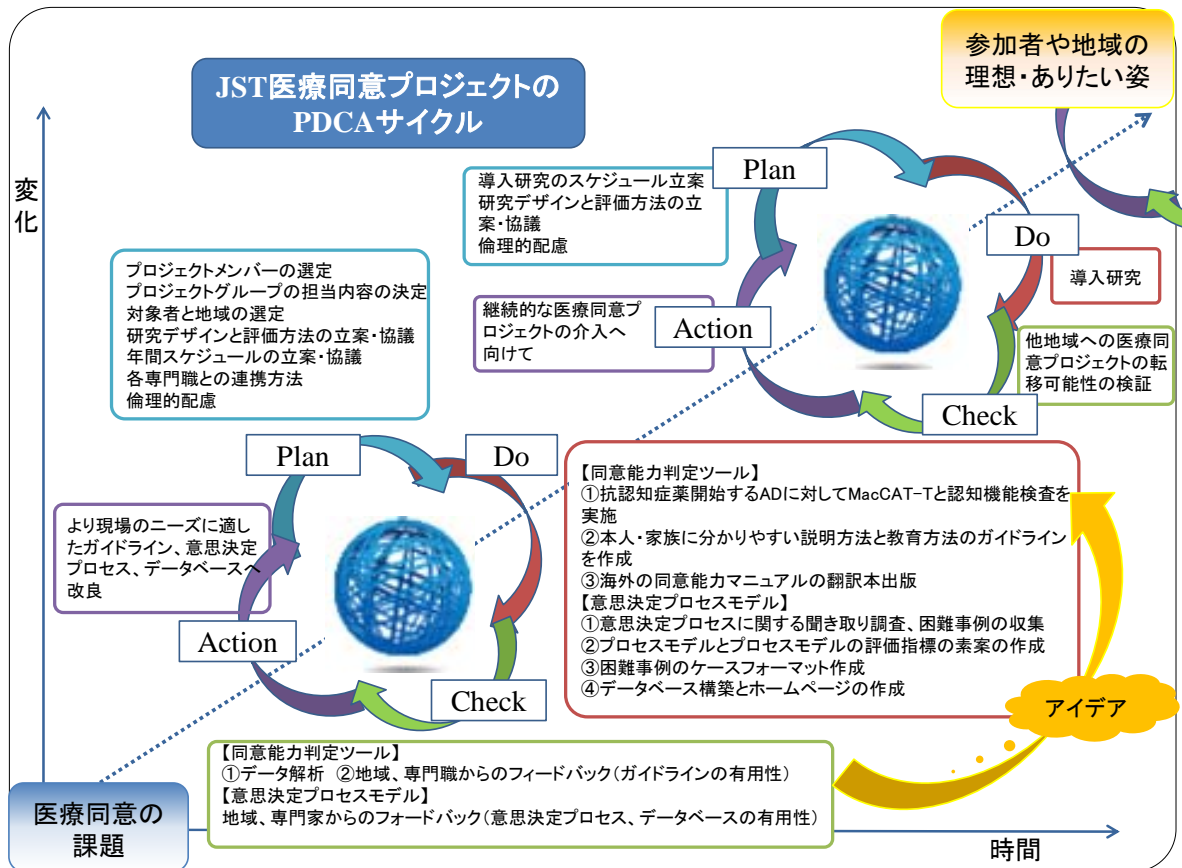 JST医療同意プロジェクトの
PDCAサイクル
参加者や地域の
理想・ありたい姿
変
化
Plan
導入研究のスケジュール立案
研究デザインと評価方法の立
案・協議
倫理的配慮
Do
導入研究
プロジェクトメンバーの選定
プロジェクトグループの担当内容の決定
対象者と地域の選定
研究デザインと評価方法の立案・協議
年間スケジュールの立案・協議
各専門職との連携方法
倫理的配慮
継続的な医療同意プ
ロジェクトの介入へ
向けて
Action
他地域への医療同
意プロジェクトの転
移可能性の検証
Check
Plan
Do
より現場のニーズに適し
たガイドライン、意思決定
プロセス、データベースへ
改良
Action
Check
【同意能力判定ツール】
①抗認知症薬開始するADに対してMacCAT-Tと認知機能検査を
実施
②本人・家族に分かりやすい説明方法と教育方法のガイドライン
を作成
③海外の同意能力マニュアルの翻訳本出版
【意思決定プロセスモデル】
①意思決定プロセスに関する聞き取り調査、困難事例の収集
②プロセスモデルとプロセスモデルの評価指標の素案の作成
③困難事例のケースフォーマット作成
④データベース構築とホームページの作成
アイデア
【同意能力判定ツール】
①データ解析 ②地域、専門職からのフィードバック（ガイドラインの有用性）
【意思決定プロセスモデル】
地域、専門家からのフォードバック（意思決定プロセス、データベースの有用性）
医療同意の
課題
時間